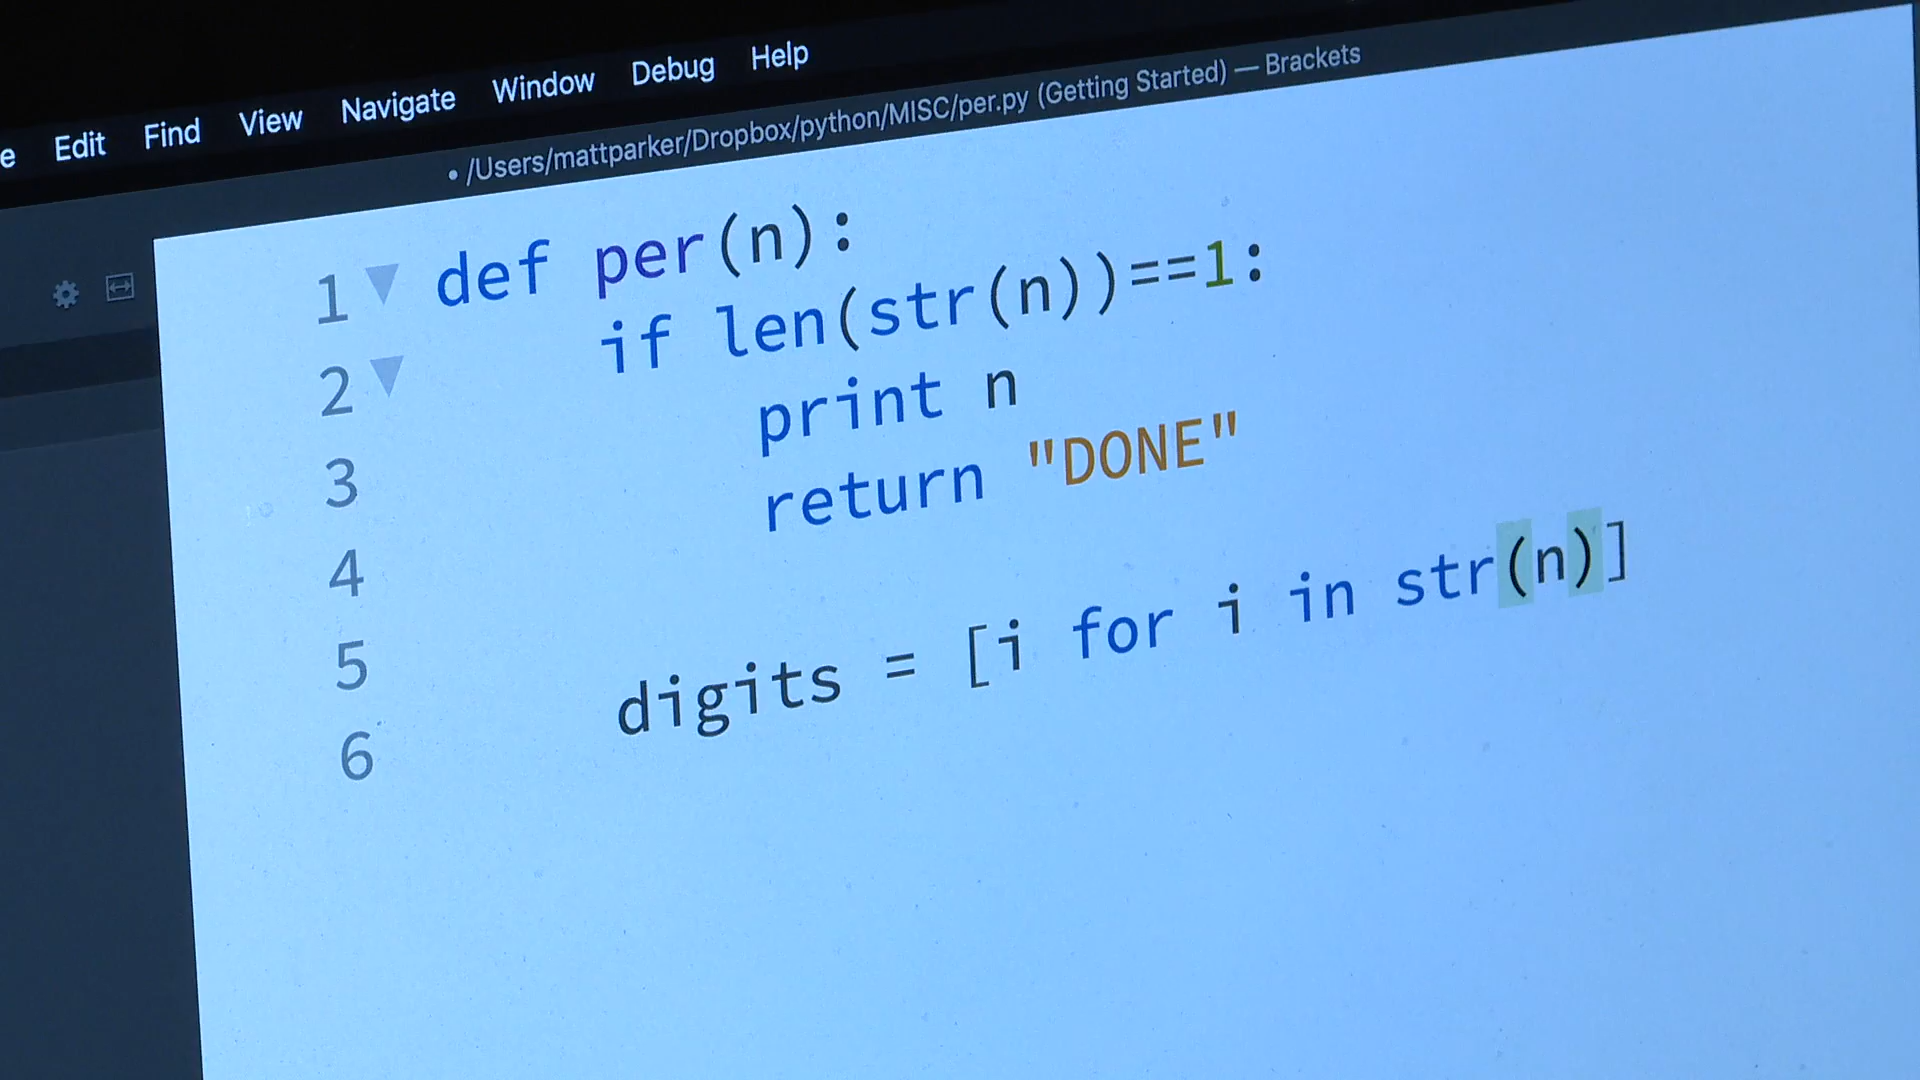 e Edit Find View Navigate Window Debug Help
• /Users/mattparker/Dropbox/python/MISC/per.py (Getting Started) — Brackets
1 def per(n):
2 if len(str(n))==1:
3 print n
4 return "DONE"
5
6 digits = [i for i in str(n)]